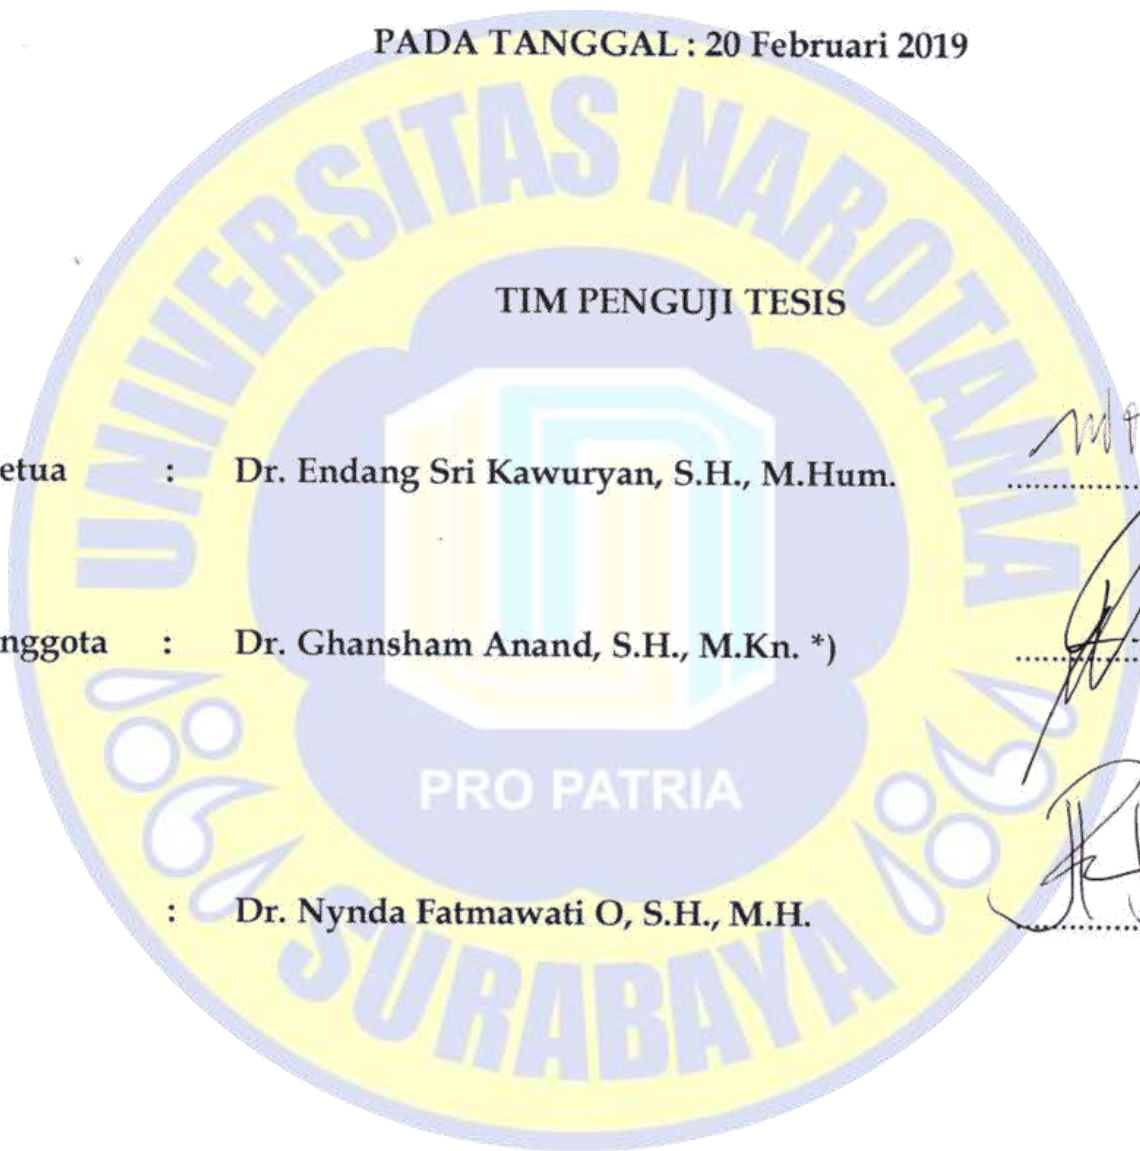 PADA TANGGAL : 20 Februari 2019
UNIVERSITAS NAROTAMA
TIM PENGUJI TESIS
etua : Dr. Endang Sri Kawuryan, S.H., M.Hum.
nggota : Dr. Ghansham Anand, S.H., M.Kn. *)
PRO PATRIA
: Dr. Nynda Fatmawati O, S.H., M.H.
SURABAYA